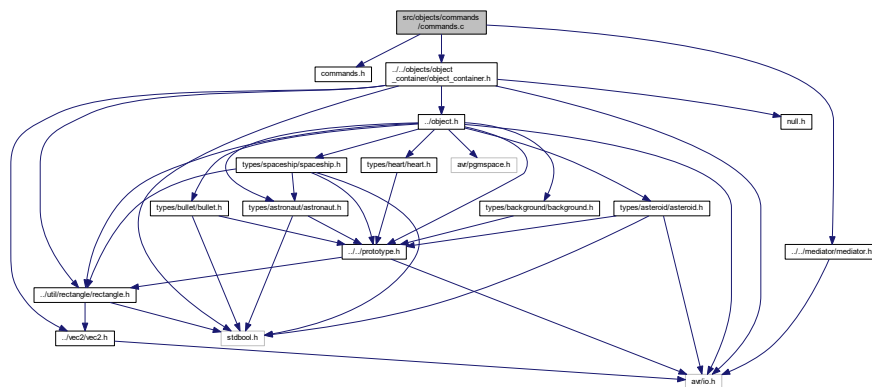 src/objects/commands
/commands.c
commands.h
../../objects/object
_container/object_container.h
../object.h
null.h
types/spaceship/spaceship.h
types/heart/heart.h
avr/pgmspace.h
types/bullet/bullet.h
types/astronaut/astronaut.h
types/background/background.h
types/asteroid/asteroid.h
../../prototype.h
../../mediator/mediator.h
../util/rectangle/rectangle.h
../vec2/vec2.h
stdbool.h
avr/io.h